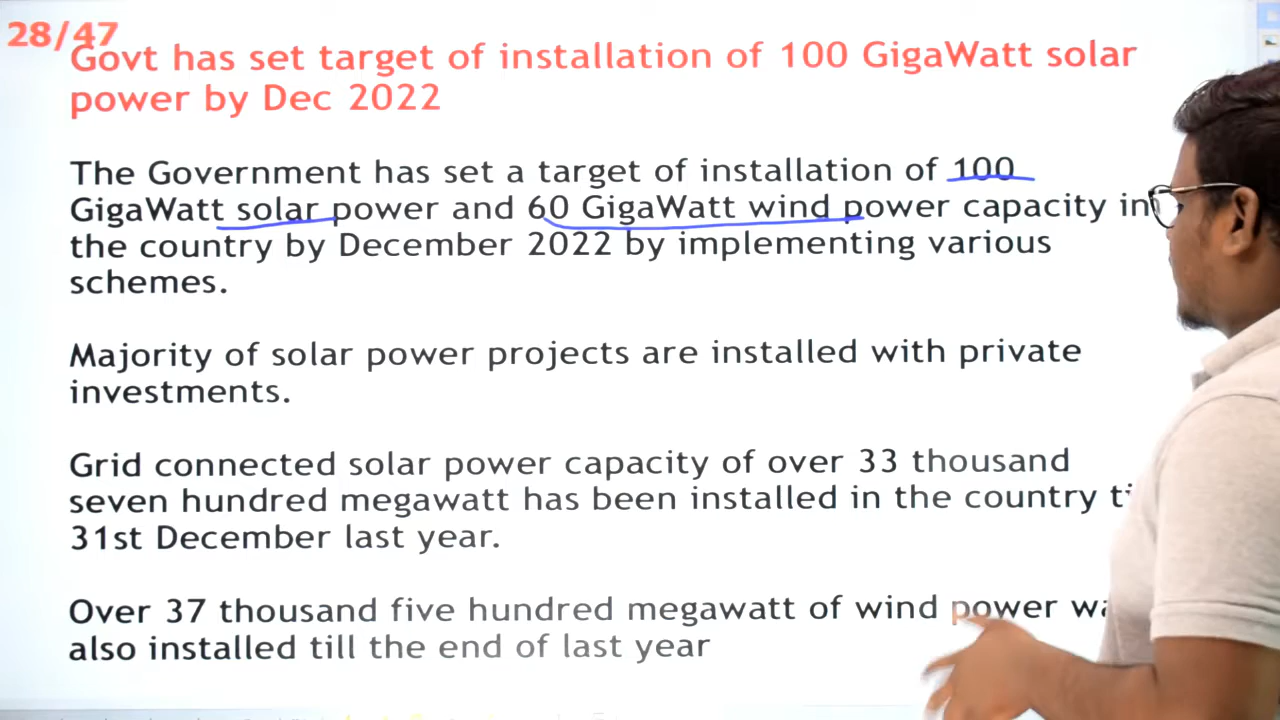 28/47
Govt has set target of installation of 100 GigaWatt solar
power by Dec 2022
The Government has set a target of installation of 100
GigaWatt solar power and 60 GigaWatt wind power capacity in
the country by December 2022 by implementing various
schemes.
Majority of solar power projects are installed with private
investments.
Grid connected solar power capacity of over 33 thousand
seven hundred megawatt has been installed in the country
31st December last year.
Over 37 thousand five hundred megawatt of wind power
also installed till the end of last year